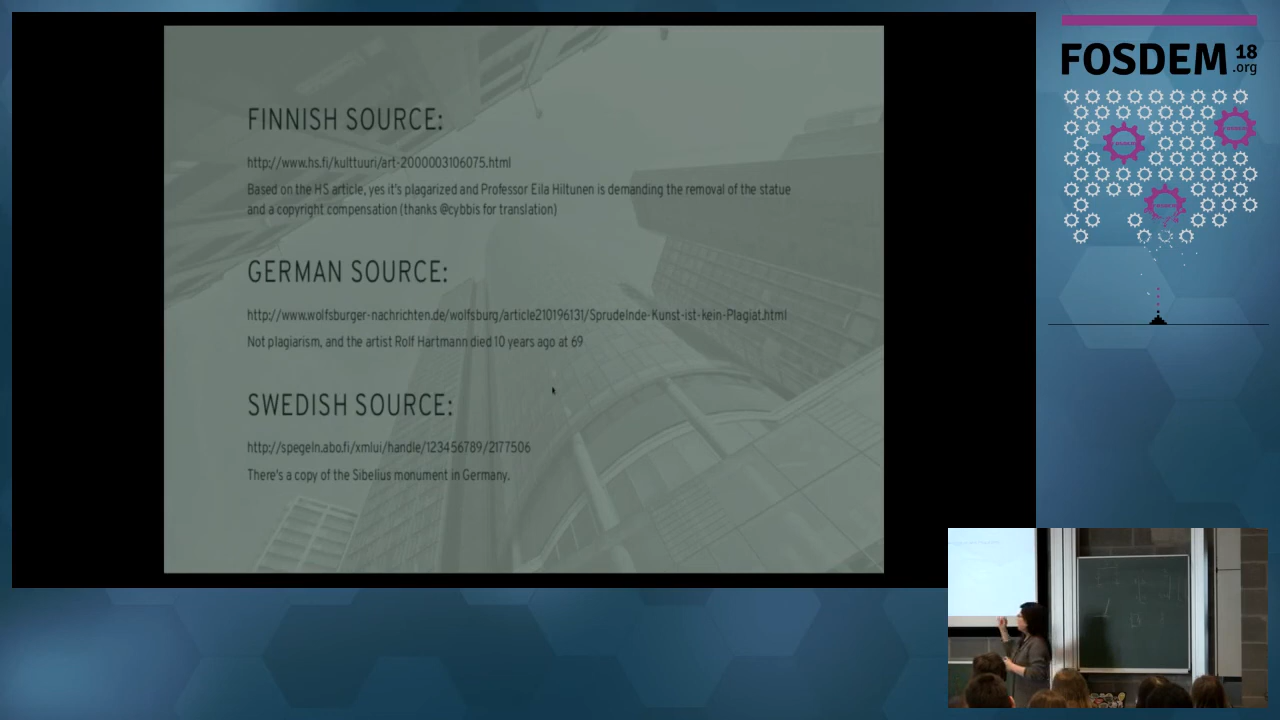 FOSDEM 18
.org
FINNISH SOURCE:
http://www.hs.fi/kulttuuri/art-2000003106075.html
Based on the HS article, yes it's plagarized and Professor Eila Hiltunen is demanding the removal of the statue
and a copyright compensation (thanks @cybbis for translation)
GERMAN SOURCE:
http://www.wolfsburger-nachrichten.de/wolfsburg/article210196131/Sprudelnde-Kunst-ist-kein-Plagiat.html
Not plagiarism, and the artist Rolf Hartmann died 10 years ago at 69
SWEDISH SOURCE:
http://spegeln.abo.fi/xmlui/handle/123456789/2177506
There's a copy of the Sibelius monument in Germany.